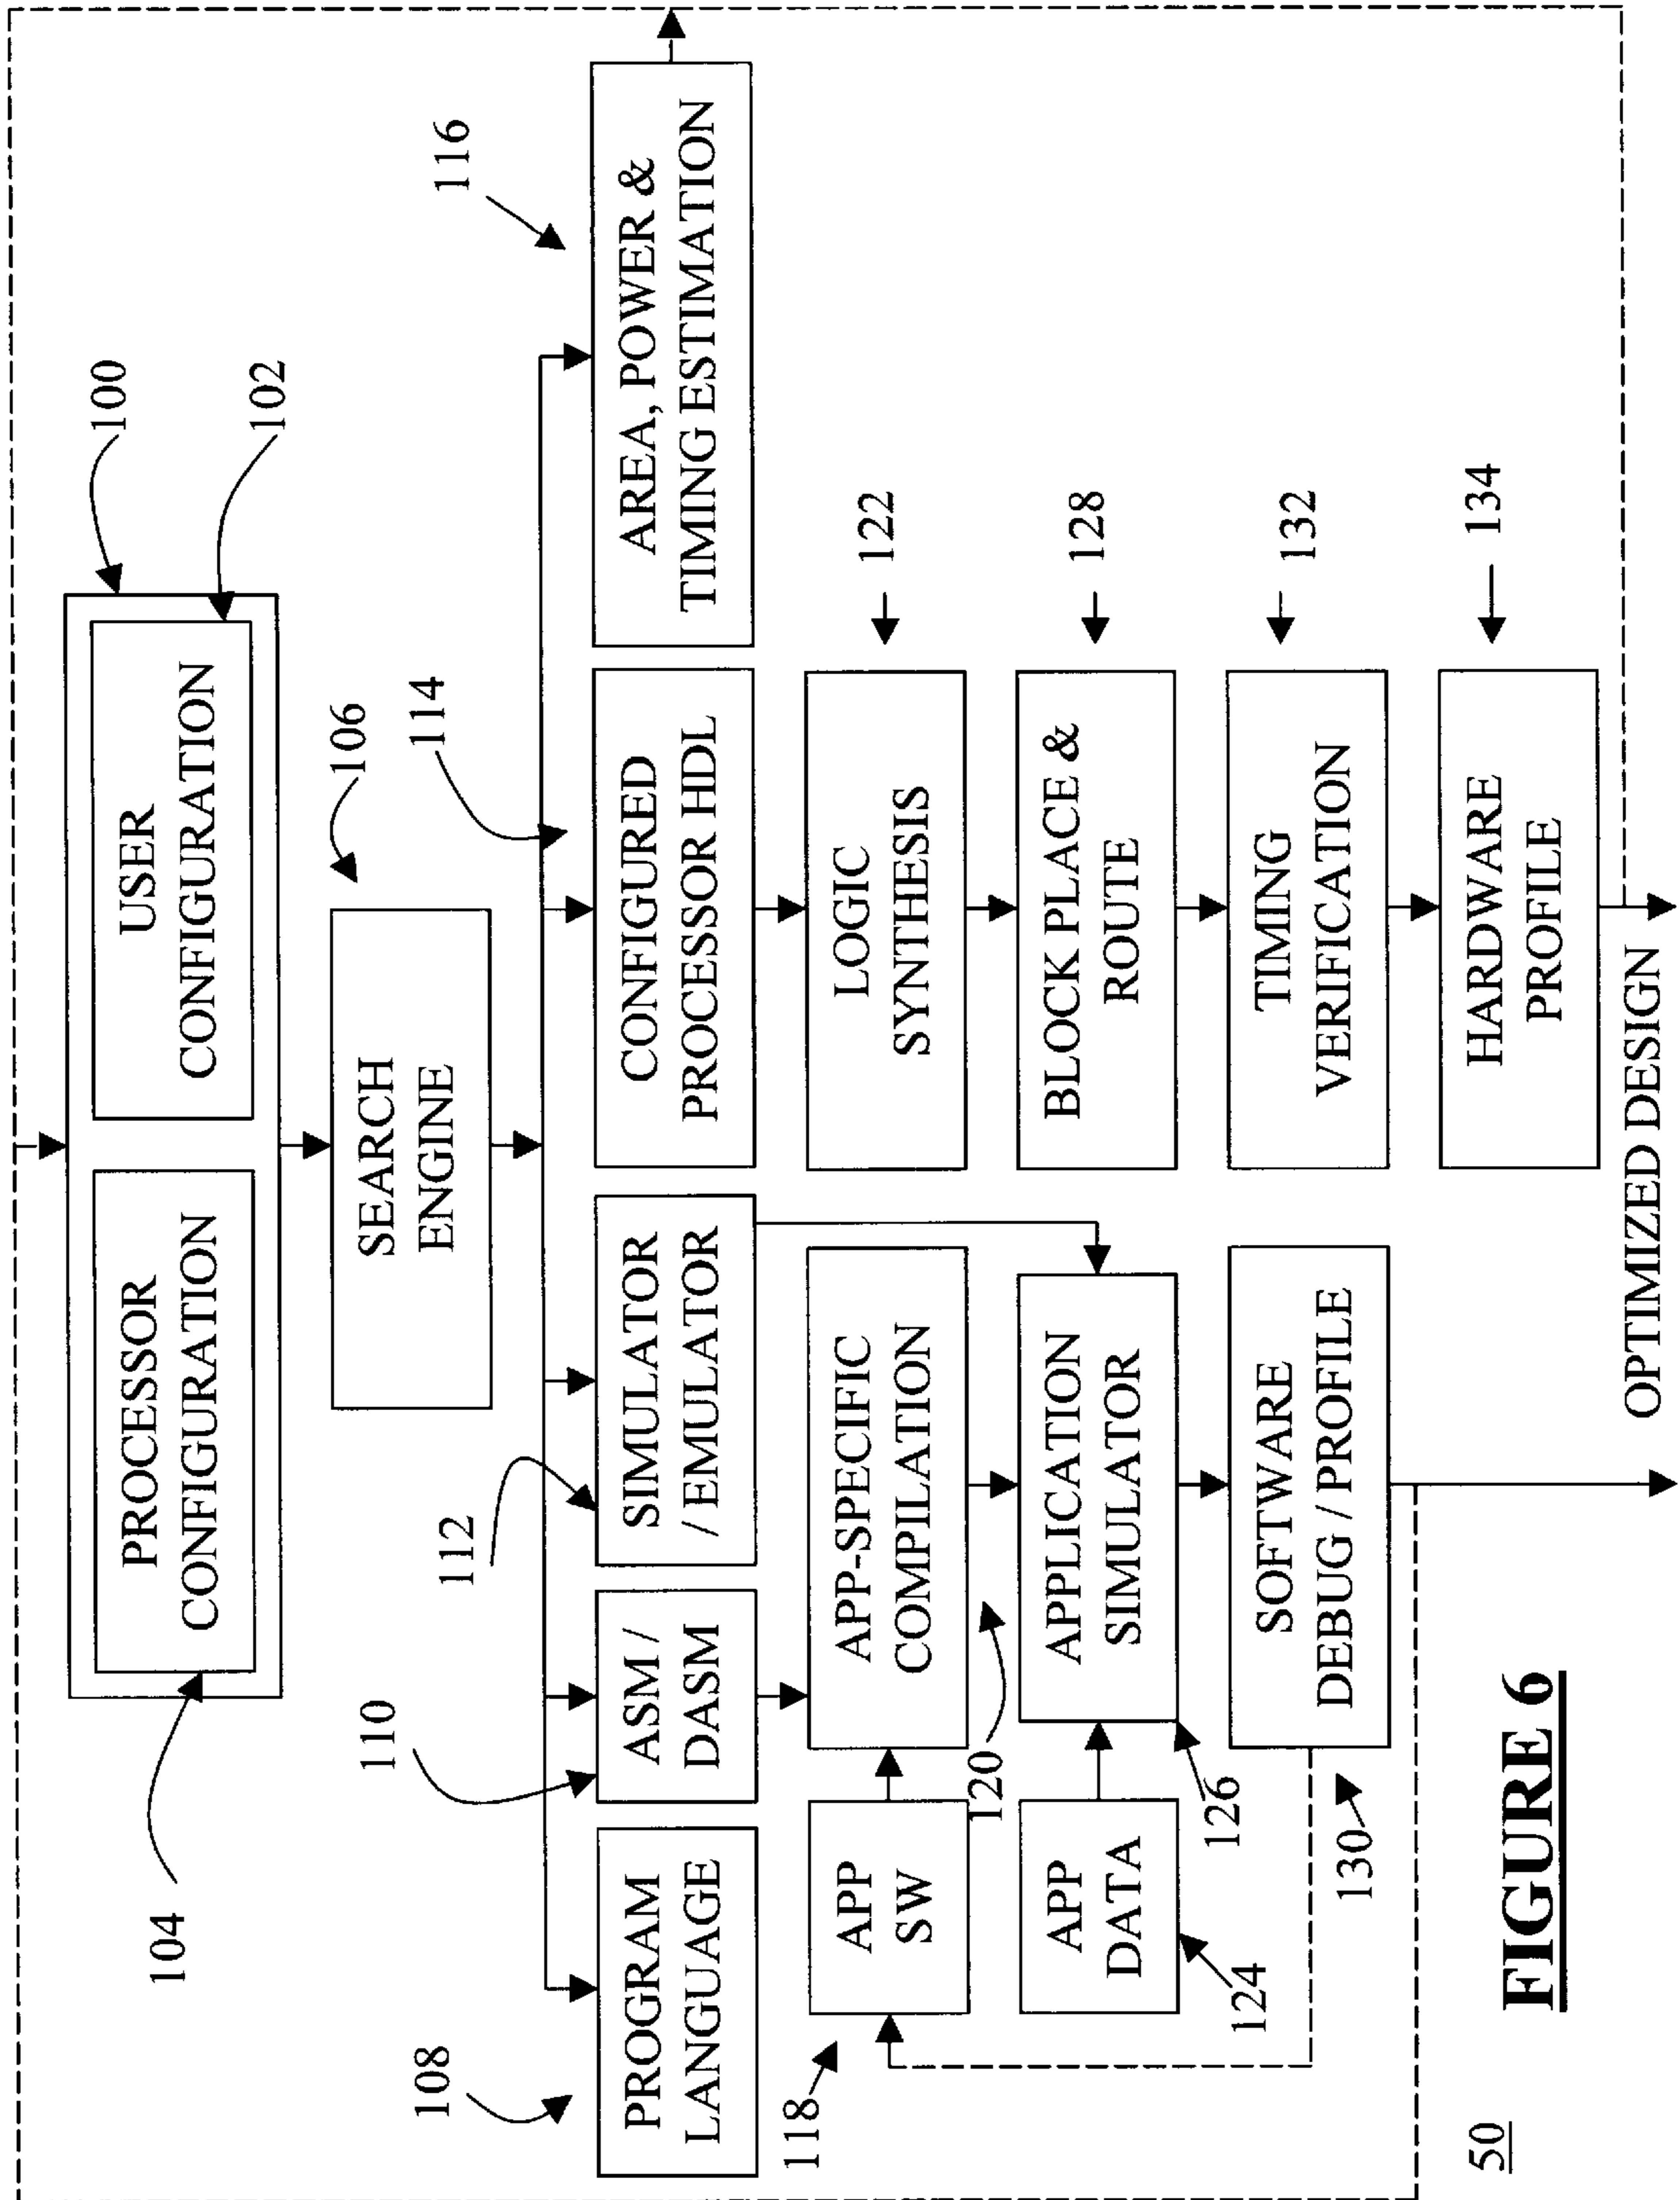 100
USER
CONFIGURATION
102
PROCESSOR
CONFIGURATION
104
SEARCH
ENGINE
106
108
PROGRAM
LANGUAGE
110
ASM /
DASM
112
SIMULATOR
/ EMULATOR
114
CONFIGURED
PROCESSOR HDL
116
AREA, POWER &
TIMING ESTIMATION
118
APP
SW
APP-SPECIFIC
COMPILATION
120
LOGIC
SYNTHESIS
122
APP
DATA
124
APPLICATION
SIMULATOR
126
BLOCK PLACE &
ROUTE
128
SOFTWARE
DEBUG / PROFILE
130
TIMING
VERIFICATION
132
HARDWARE
PROFILE
134
OPTIMIZED DESIGN
50
FIGURE 6